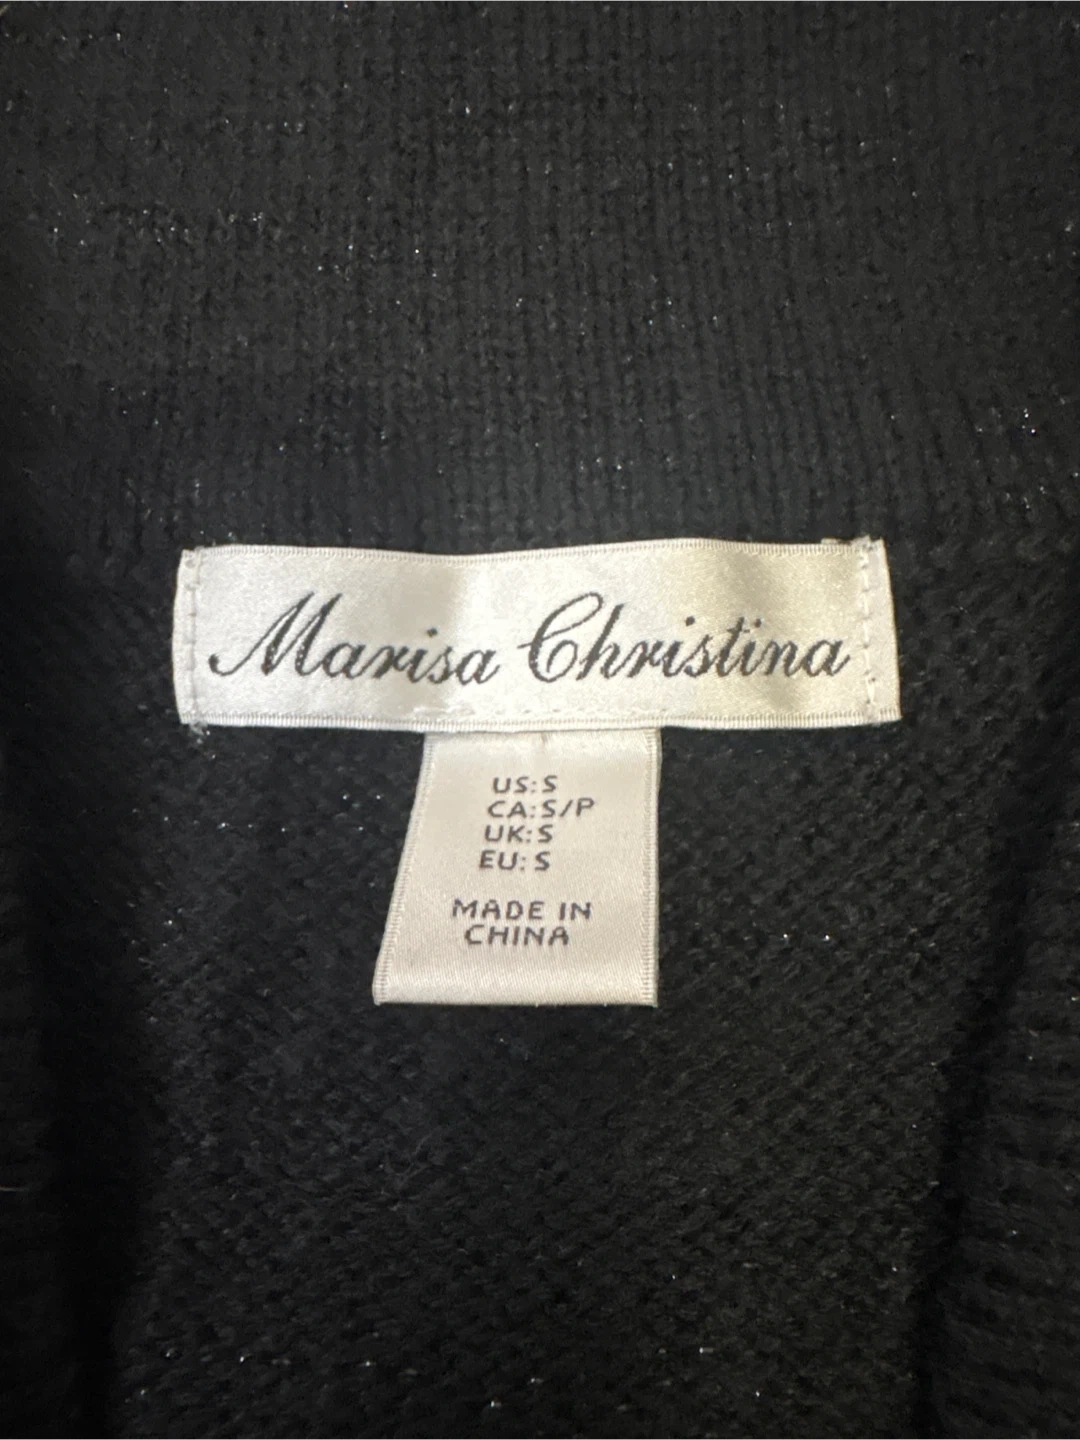 Marisa Christina
US: S
CA: S/P
UK: S
EU: S
MADE IN
CHINA